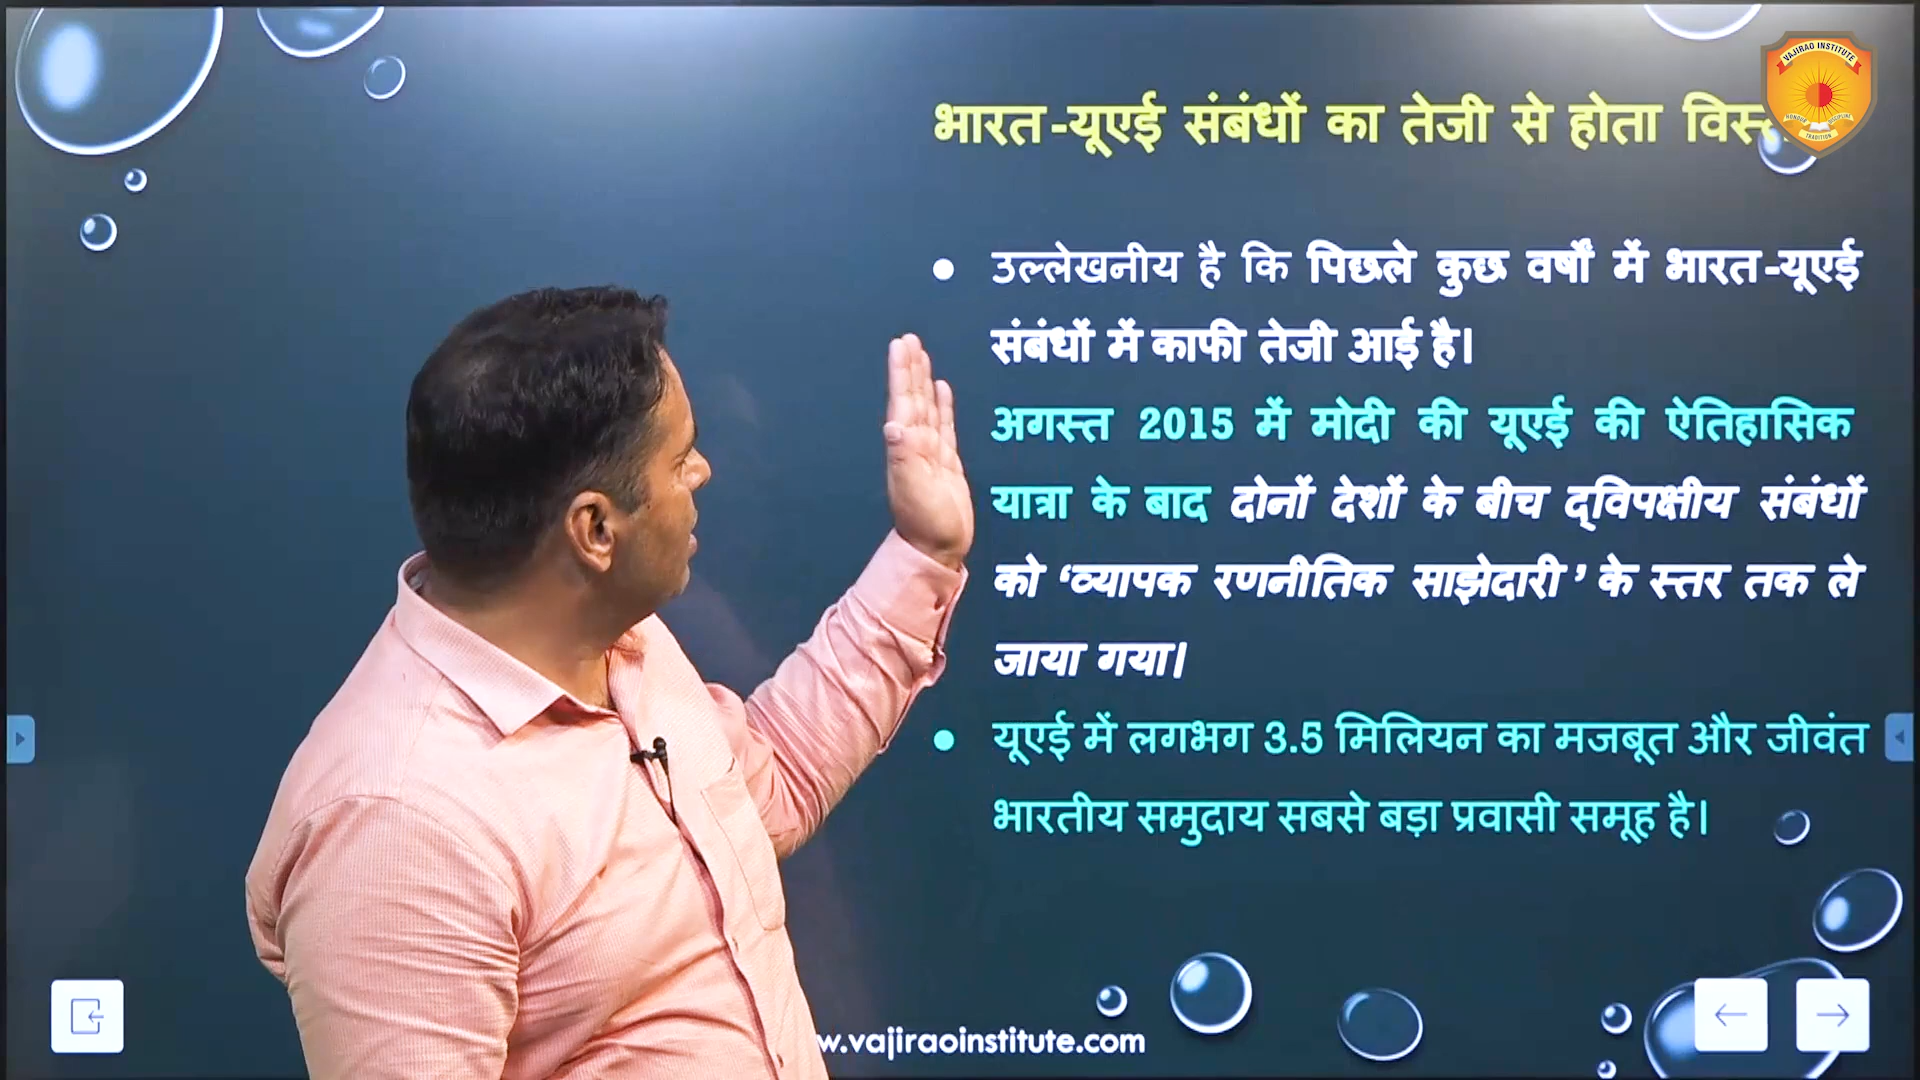 VAJIRAO INSTITUTE
TRADITION
भारत-यूएई संबंधों का तेजी से होता
उल्लेखनीय है कि पिछले कुछ वर्षों में भारत-यूएई
संबंधों में काफी तेजी आई है।
अगस्त 2015 में मोदी की यूएई की ऐतिहासिक
यात्रा के बाद दोनों देशों के बीच द्विपक्षीय संबंधों
को ‘व्यापक रणनीतिक साझेदारी’ के स्तर तक ले
जाया गया।
यूएई में लगभग 3.5 मिलियन का मजबूत और जीवंत
भारतीय समुदाय सबसे बड़ा प्रवासी समूह है।
w.vajiraoinstitute.com